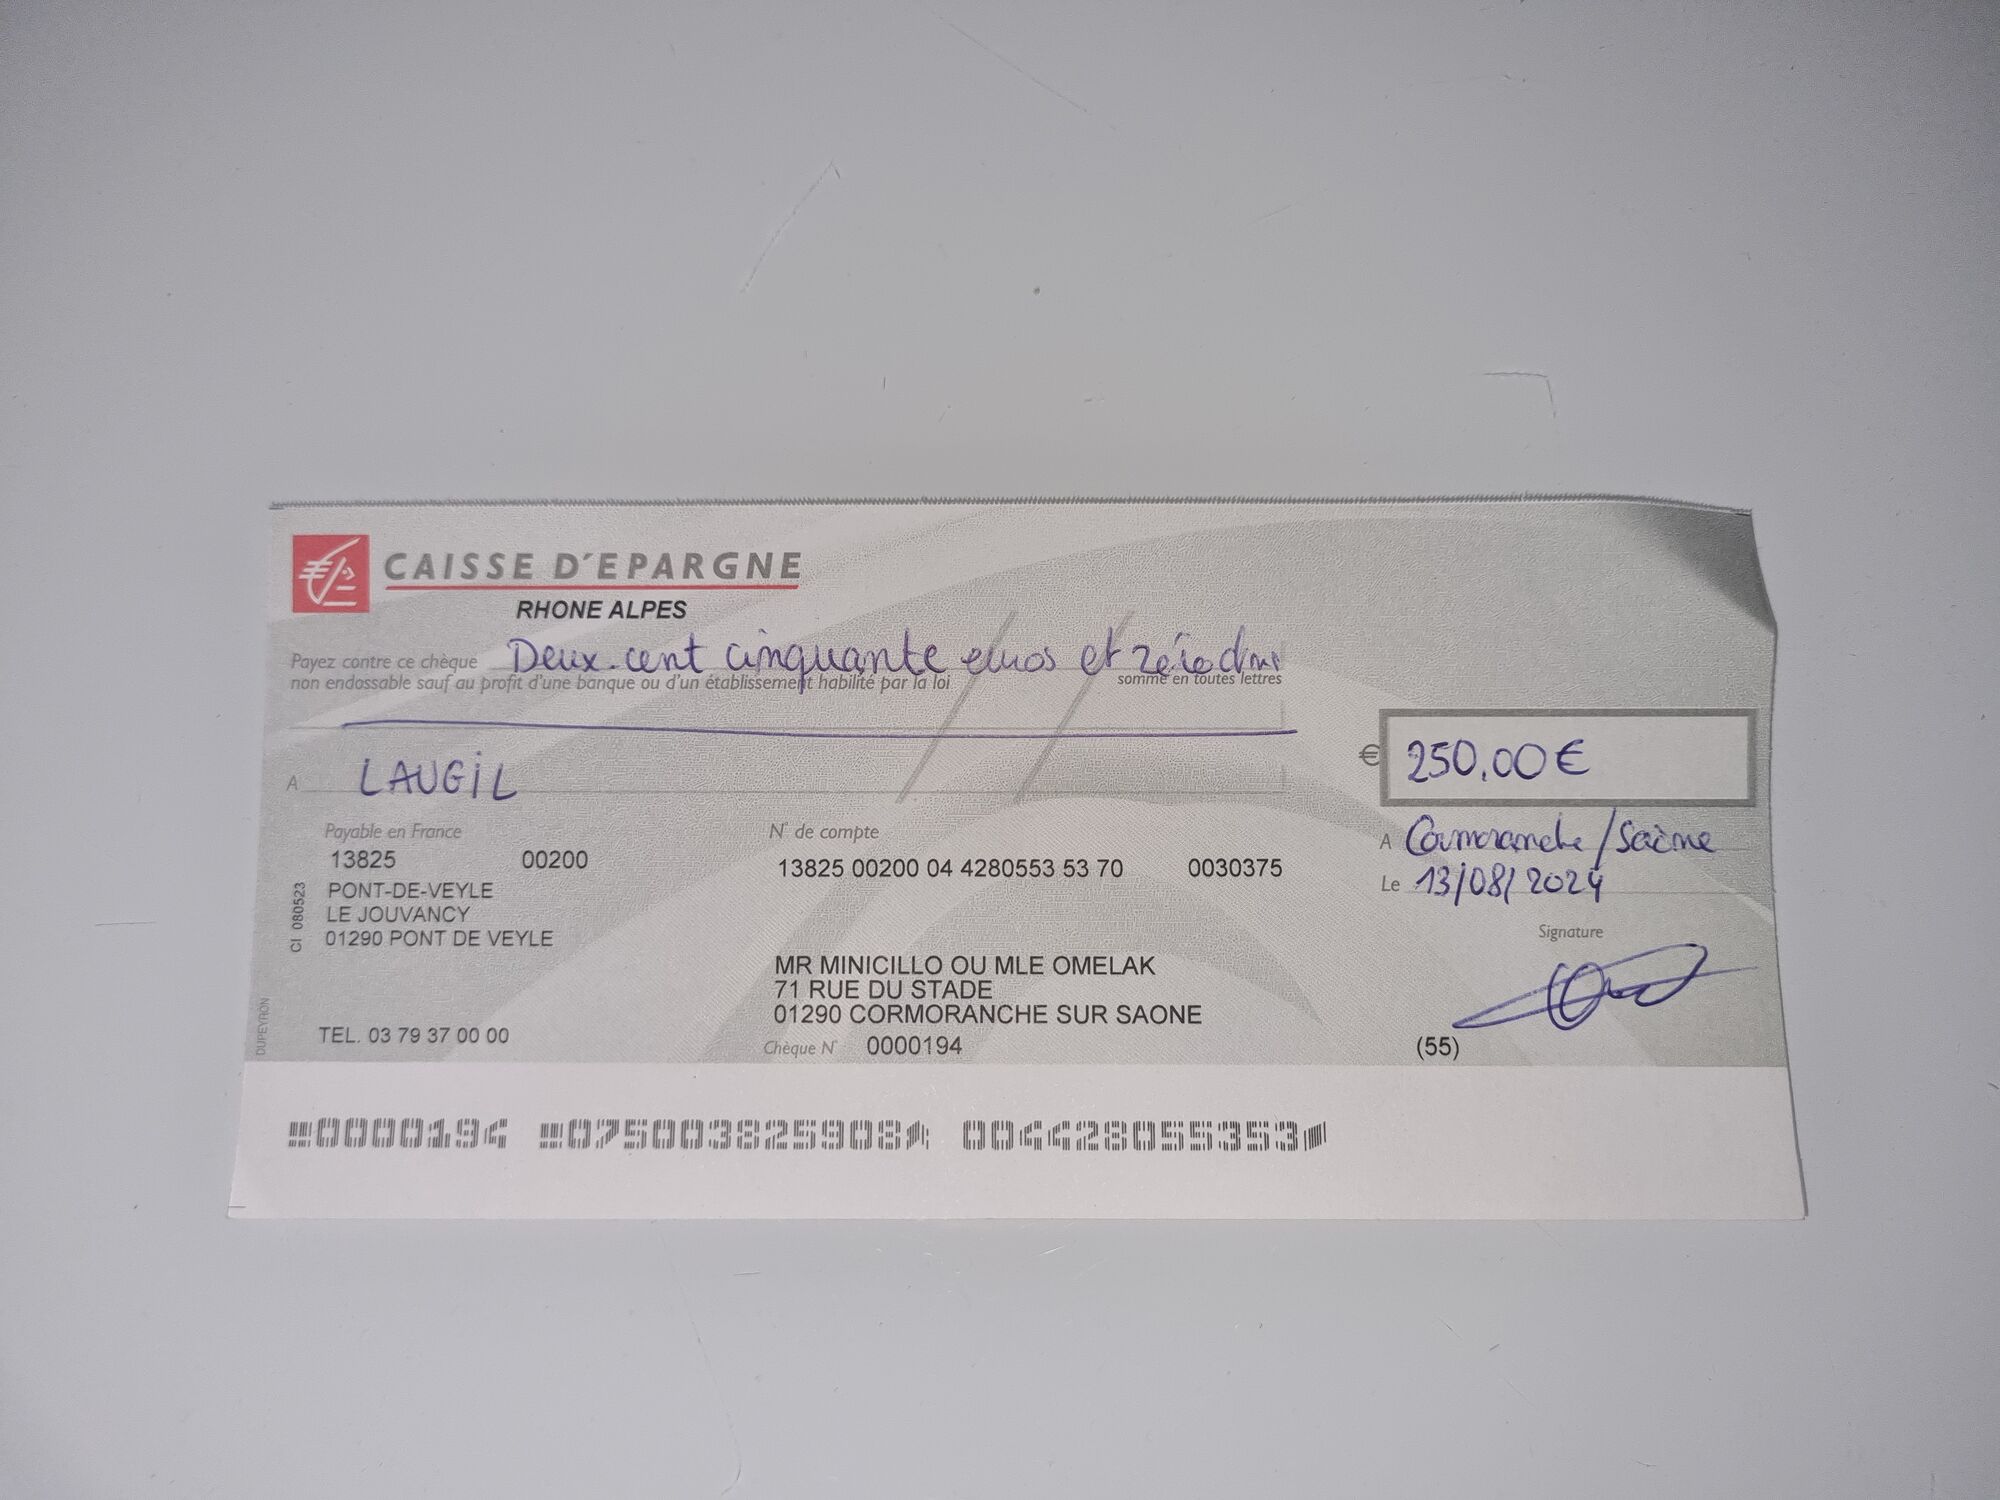 CAISSE D'EPARGNE
RHONE ALPES
Payez contre ce chèque Deux-cent cinquante euros et zéro
non endossable sauf au profit d'une banque ou d'un établissement habilité par la loi
somme en toutes lettres
€ 250,00 €
A LAUGIL
A Cormoranche / Saône
Le 13/08/2024
Payable en France
13825 00200
PONT-DE-VEYLE
LE JOUVANCY
01290 PONT DE VEYLE
TEL. 03 79 37 00 00
CI 080523
DUPEYRON
N° de compte
13825 00200 04 4280553 53 70 0030375
MR MINICILLO OU MLE OMELAK
71 RUE DU STADE
01290 CORMORANCHE SUR SAONE
Chèque N° 0000194
Signature
(55)
0000194 075003825908 004428055353